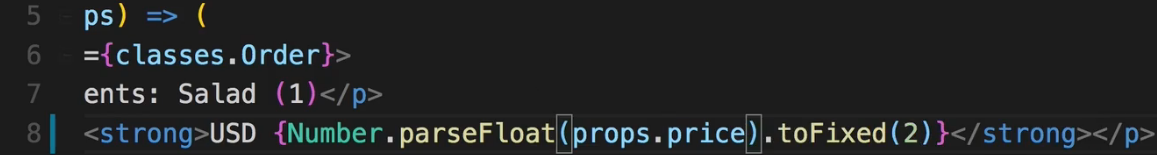 5 ps) => (
6 ={classes.Order}>
7 ents: Salad (1)</p>
8 <strong>USD {Number.parseFloat(props.price).toFixed(2)}</strong></p>